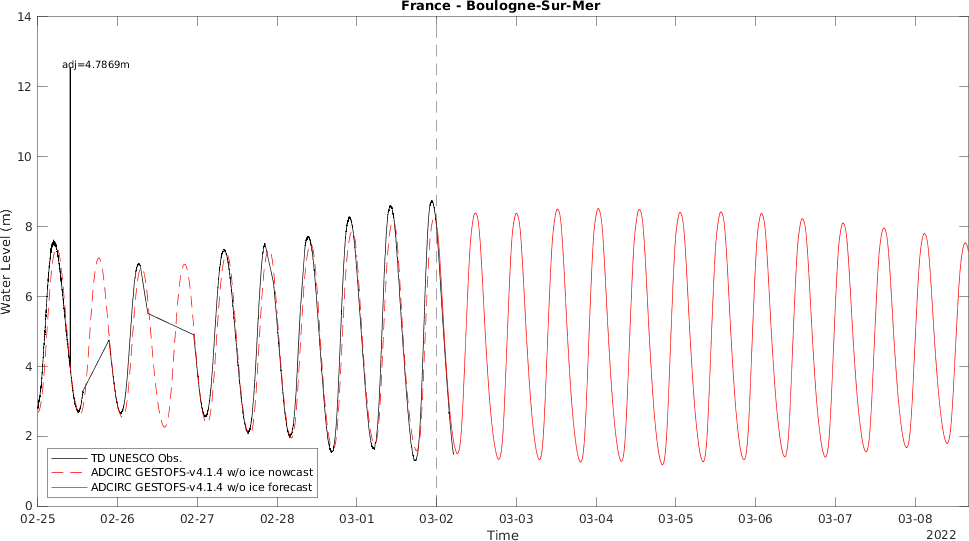 France - Boulogne-Sur-Mer
14
12
10
8
6
4
2
0
Water Level (m)
adj=4.7869m
TD UNESCO Obs.
ADCIRC GESTOFS-v4.1.4 w/o ice nowcast
ADCIRC GESTOFS-v4.1.4 w/o ice forecast
02-25 02-26 02-27 02-28 03-01 03-02 03-03 03-04 03-05 03-06 03-07 03-08
Time
2022